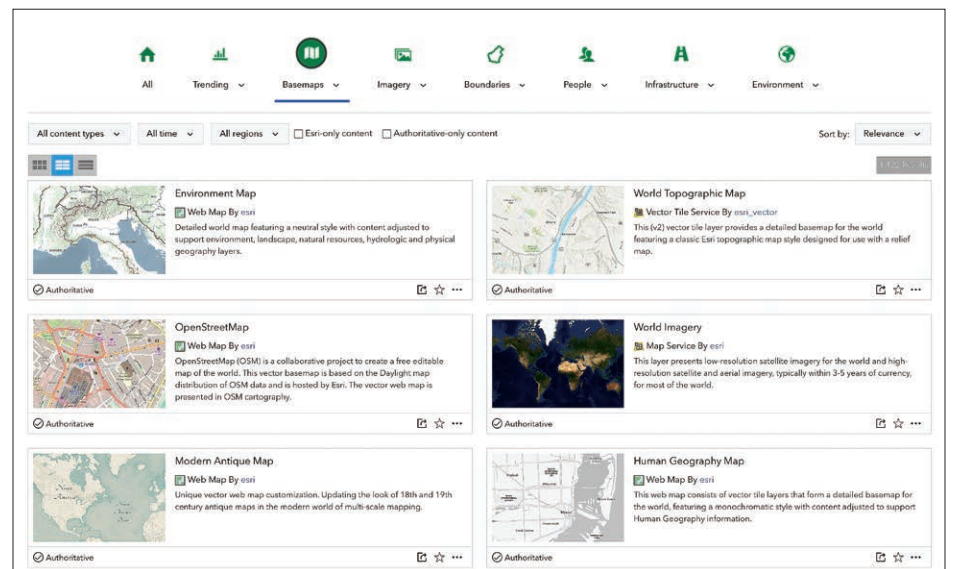 All
Trending
Basemaps
Imagery
Boundaries
People
Infrastructure
Environment
All content types
All time
All regions
Esri-only content
Authoritative-only content
Sort by:
Relevance
Environment Map
Web Map By esri
Detailed world map featuring a neutral style with content adjusted to
support environment, landscape, natural resources, hydrologic and physical
geography layers.
Authoritative
World Topographic Map
Vector Tile Service By esri_vector
This (v2) vector tile layer provides a detailed basemap for the world
featuring a classic Esri topographic map style designed for use with a relief
map.
Authoritative
OpenStreetMap
Web Map By esri
OpenStreetMap (OSM) is a collaborative project to create a free editable
map of the world. This vector basemap is based on the Daylight map
distribution of OSM data and is hosted by Esri. The vector web map is
presented in OSM cartography.
Authoritative
World Imagery
Map Service By esri
This layer presents low-resolution satellite imagery for the world and high-
resolution satellite and aerial imagery, typically within 3-5 years of currency,
for most of the world.
Authoritative
Modern Antique Map
Web Map By esri
Unique vector web map customization. Updating the look of 18th and 19th
century antique maps in the modern world of multi-scale mapping.
Authoritative
Human Geography Map
Web Map By esri
This web map consists of vector tile layers that form a detailed basemap for
the world, featuring a monochromatic style with content adjusted to support
Human Geography information.
Authoritative